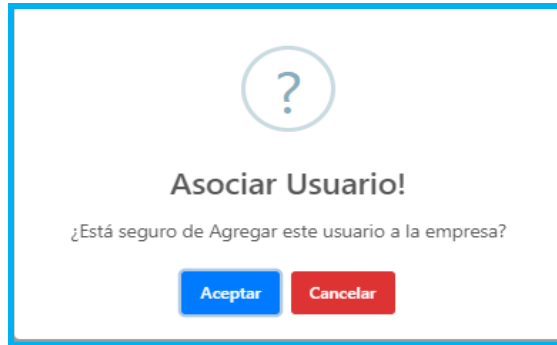 ?
Asociar Usuario!
¿Está seguro de Agregar este usuario a la empresa?
Aceptar Cancelar